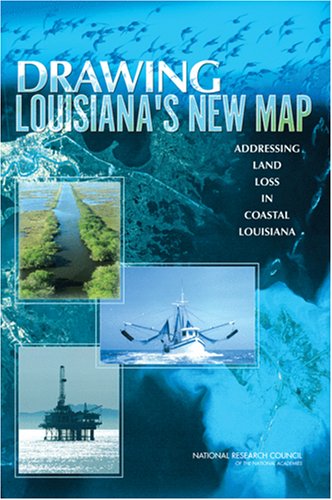 DRAWING
LOUISIANA'S NEW MAP
ADDRESSING
LAND
LOSS
IN
COASTAL
LOUISIANA
NATIONAL RESEARCH COUNCIL
OF THE NATIONAL ACADEMIES